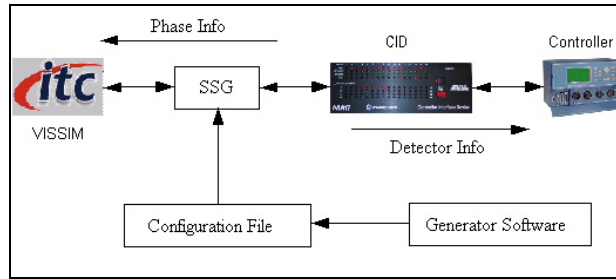 Phase Info
CID
Controller
itc
SSG
VISSIM
Detector Info
Configuration File
Generator Software